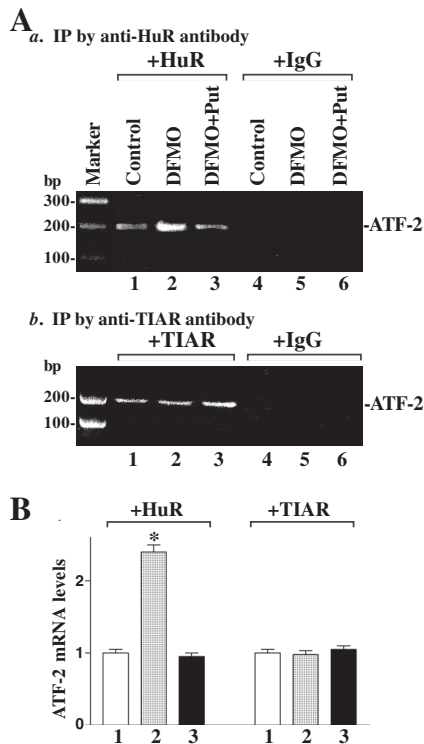 A
a. IP by anti-HuR antibody
+HuR +IgG
Marker Control DFMO DFMO+Put Control DFMO DFMO+Put
bp
300-
200- -ATF-2
100-
1 2 3 4 5 6
b. IP by anti-TIAR antibody
+TIAR +IgG
bp
200- -ATF-2
100-
1 2 3 4 5 6
B
+HuR +TIAR
*
ATF-2 mRNA levels
2
1
0
1 2 3 1 2 3